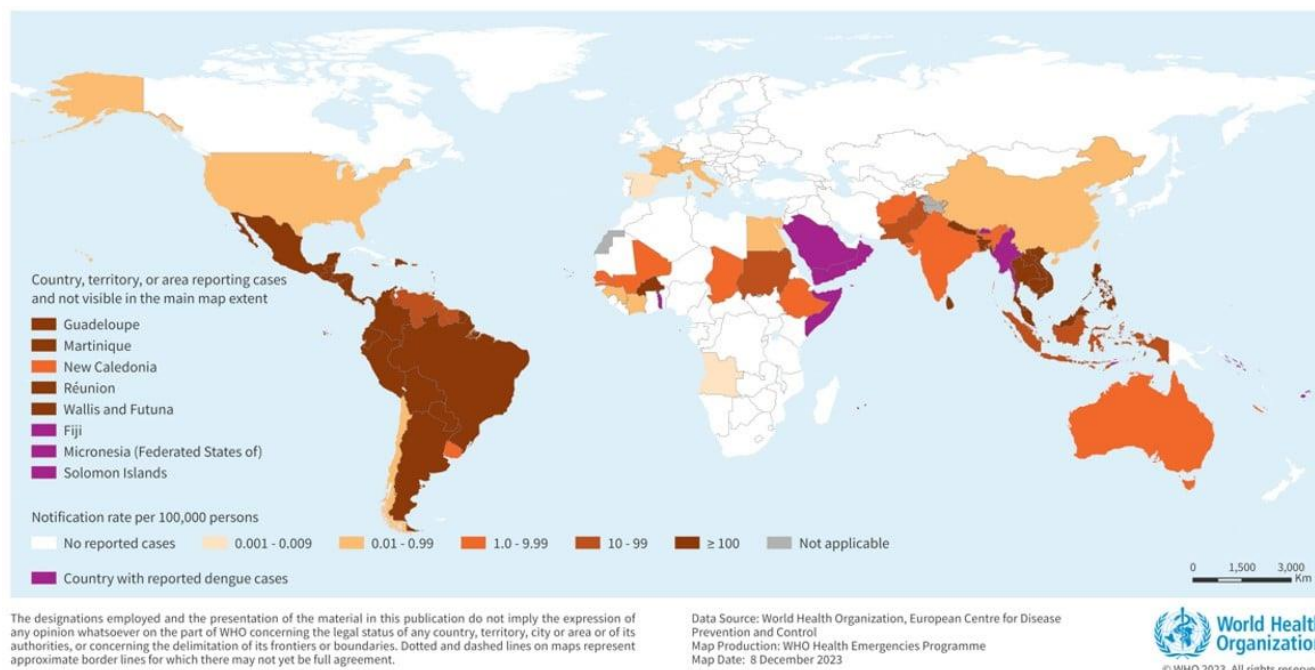 Country, territory, or area reporting cases
and not visible in the main map extent
Guadeloupe
Martinique
New Caledonia
Réunion
Wallis and Futuna
Fiji
Micronesia (Federated States of)
Solomon Islands
Notification rate per 100,000 persons
No reported cases 0.001 - 0.009 0.01 - 0.99 1.0 - 9.99 10 - 99 ≥ 100 Not applicable
Country with reported dengue cases
0 1,500 3,000
Km
The designations employed and the presentation of the material in this publication do not imply the expression of
any opinion whatsoever on the part of WHO concerning the legal status of any country, territory, city or area or of its
authorities, or concerning the delimitation of its frontiers or boundaries. Dotted and dashed lines on maps represent
approximate border lines for which there may not yet be full agreement.
Data Source: World Health Organization, European Centre for Disease
Prevention and Control
Map Production: WHO Health Emergencies Programme
Map Date: 8 December 2023
World Health
Organization
© WHO 2023. All rights reserve